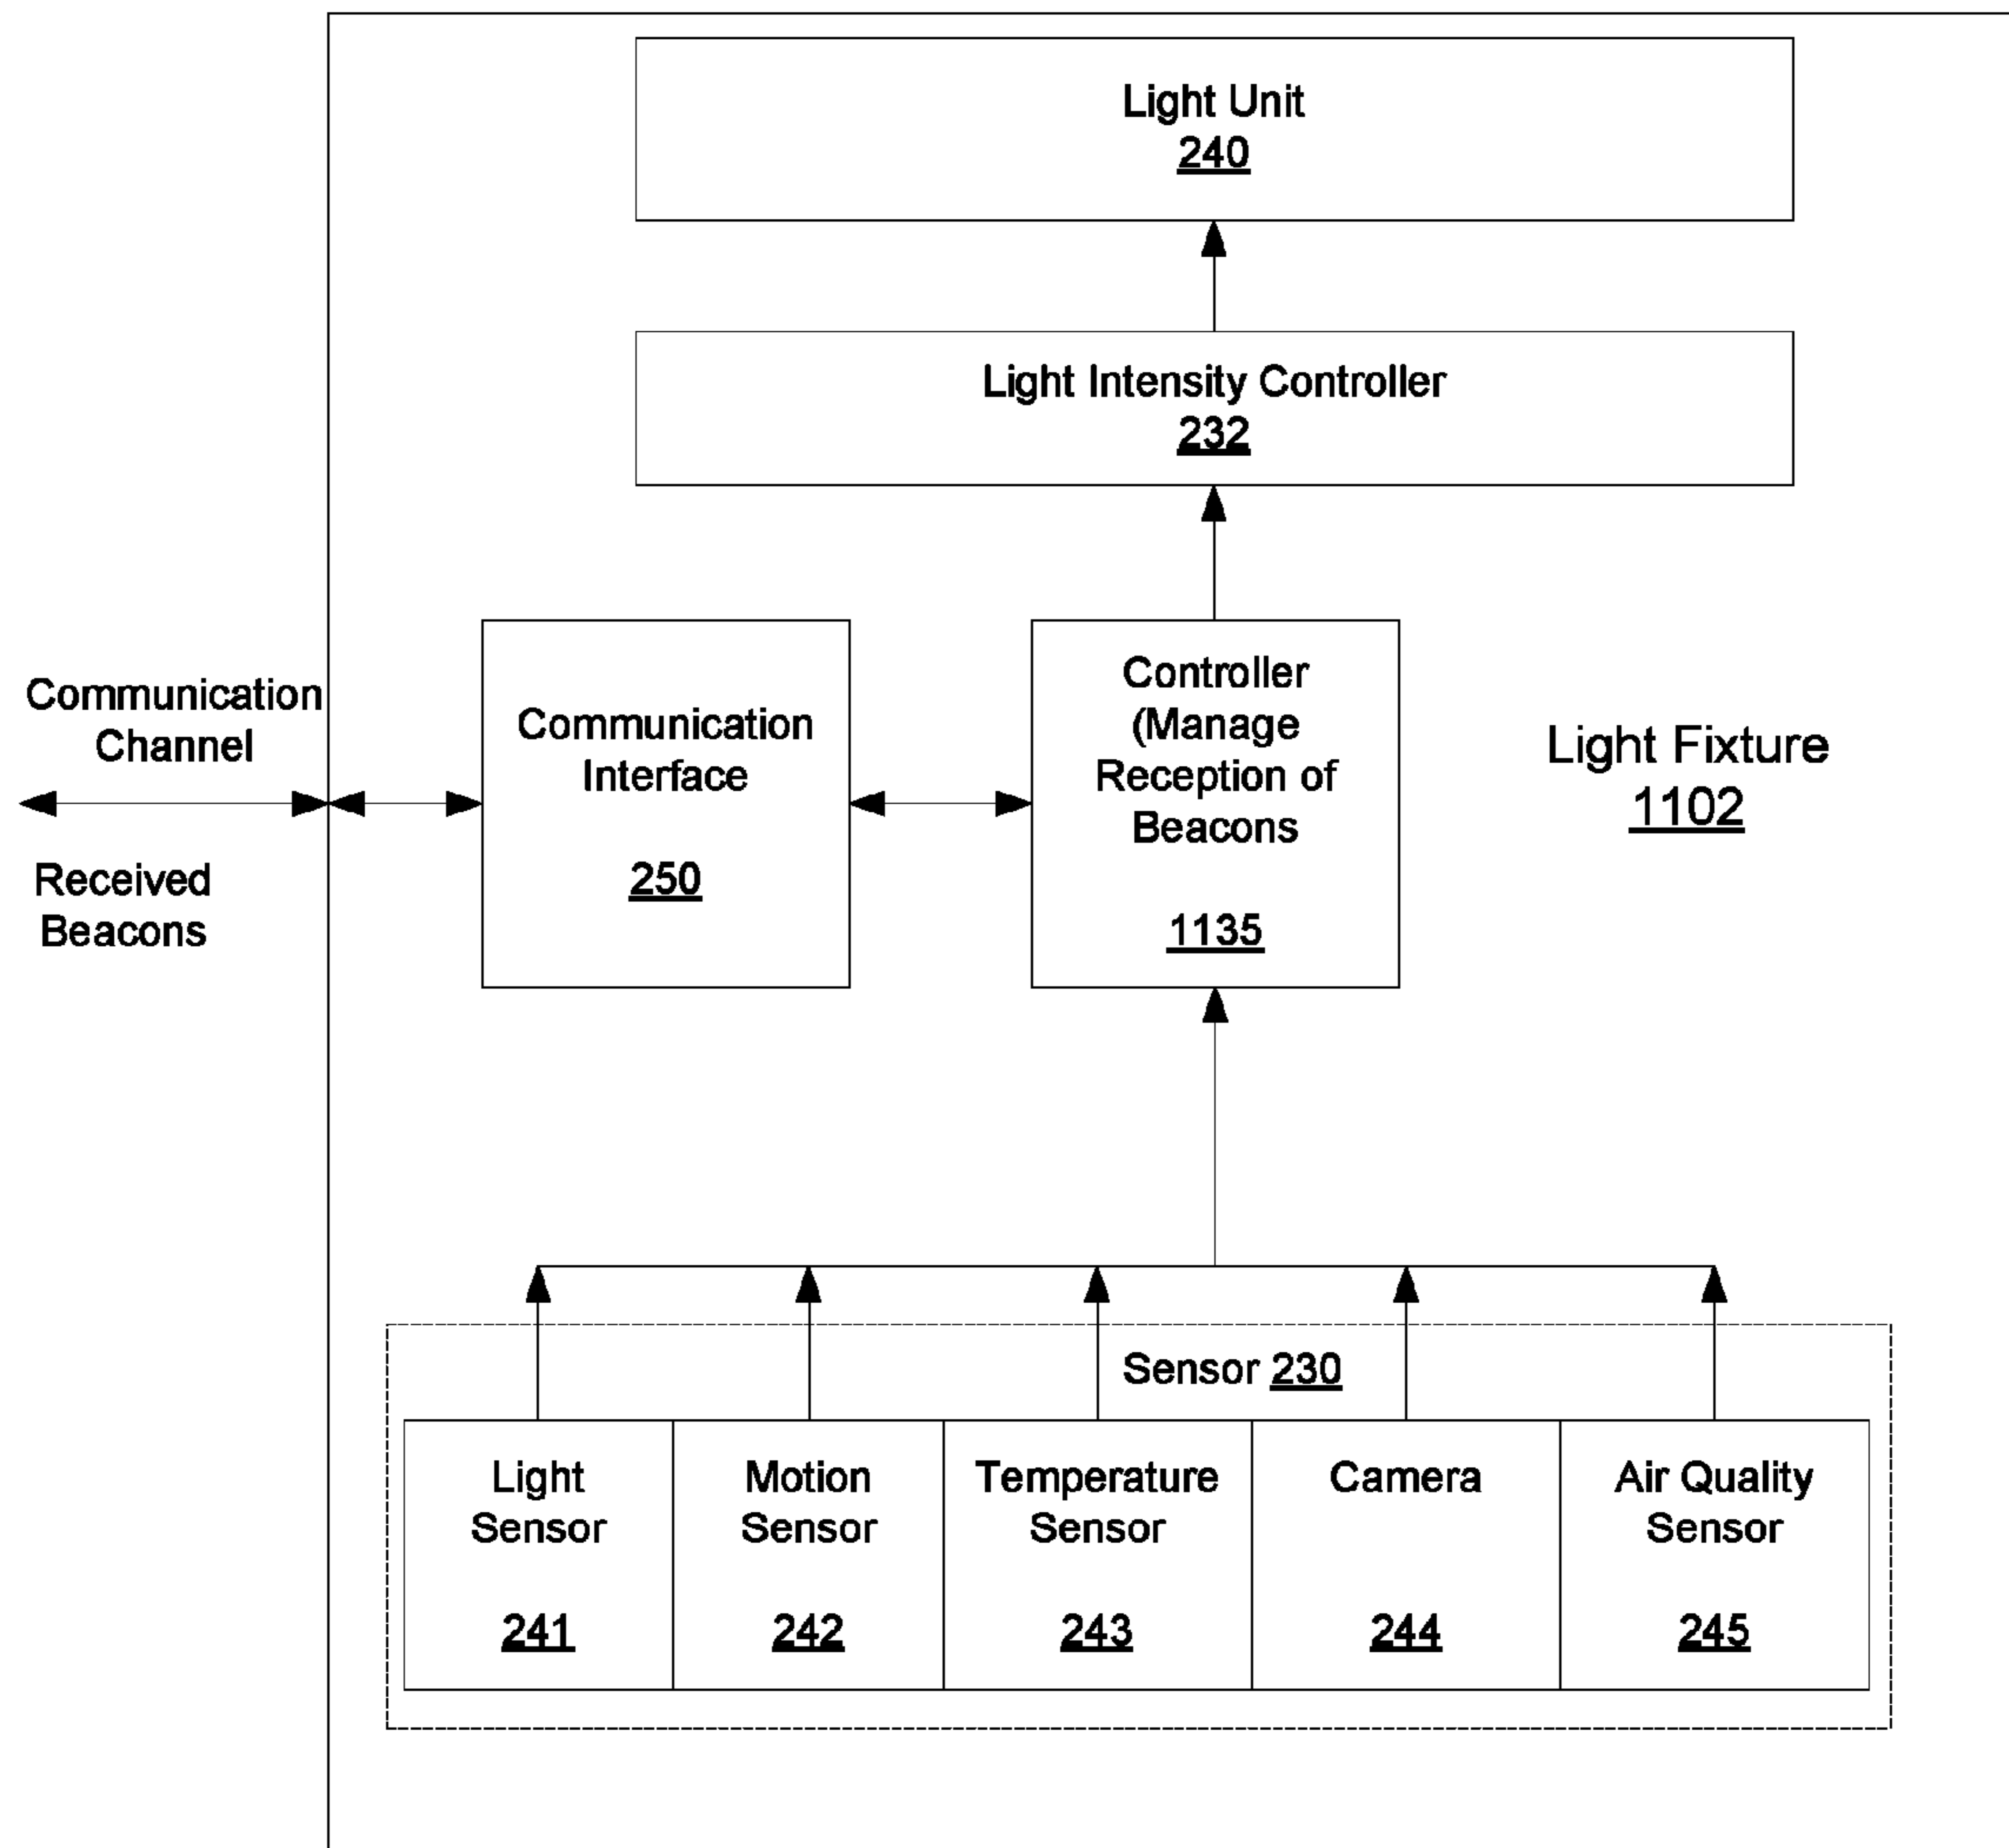 Light Unit
240
Light Intensity Controller
232
Communication
Channel
Received
Beacons
Communication
Interface
250
Controller
(Manage
Reception of
Beacons
1135
Light Fixture
1102
Sensor 230
Light
Sensor
241
Motion
Sensor
242
Temperature
Sensor
243
Camera
244
Air Quality
Sensor
245